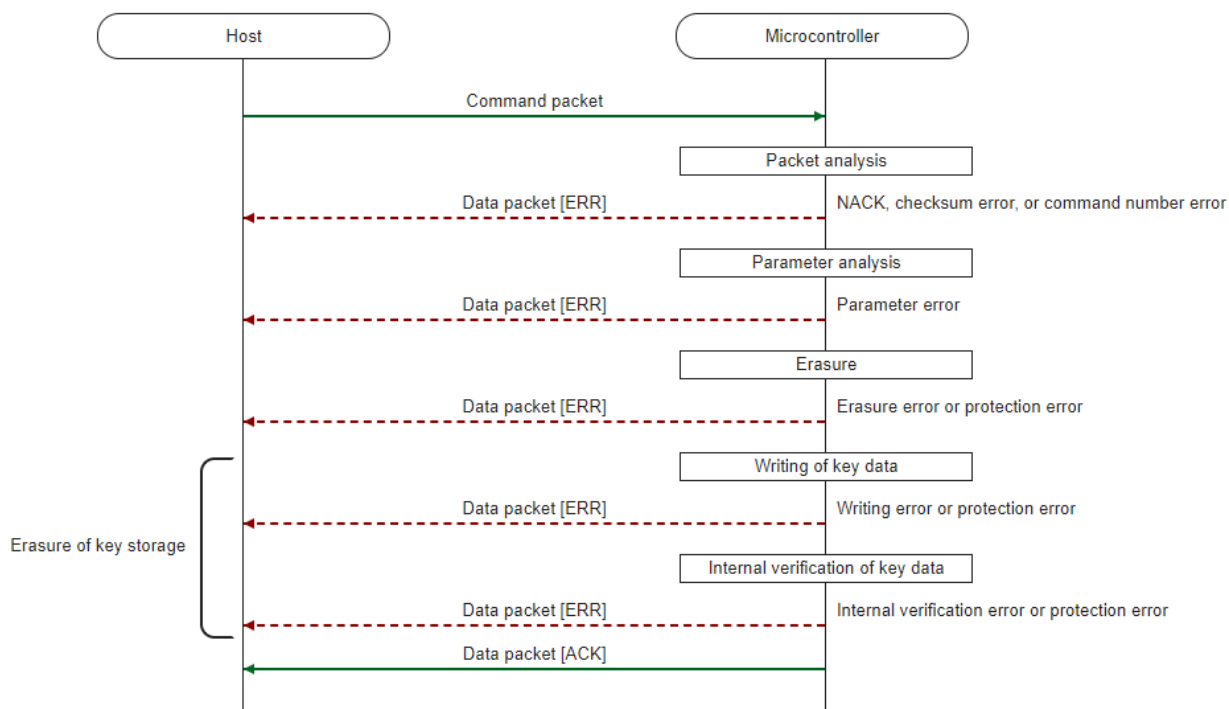 Host
Microcontroller
Command packet
Packet analysis
Data packet [ERR]
NACK, checksum error, or command number error
Parameter analysis
Data packet [ERR]
Parameter error
Erasure
Data packet [ERR]
Erasure error or protection error
Writing of key data
Data packet [ERR]
Writing error or protection error
Erasure of key storage
Internal verification of key data
Data packet [ERR]
Internal verification error or protection error
Data packet [ACK]